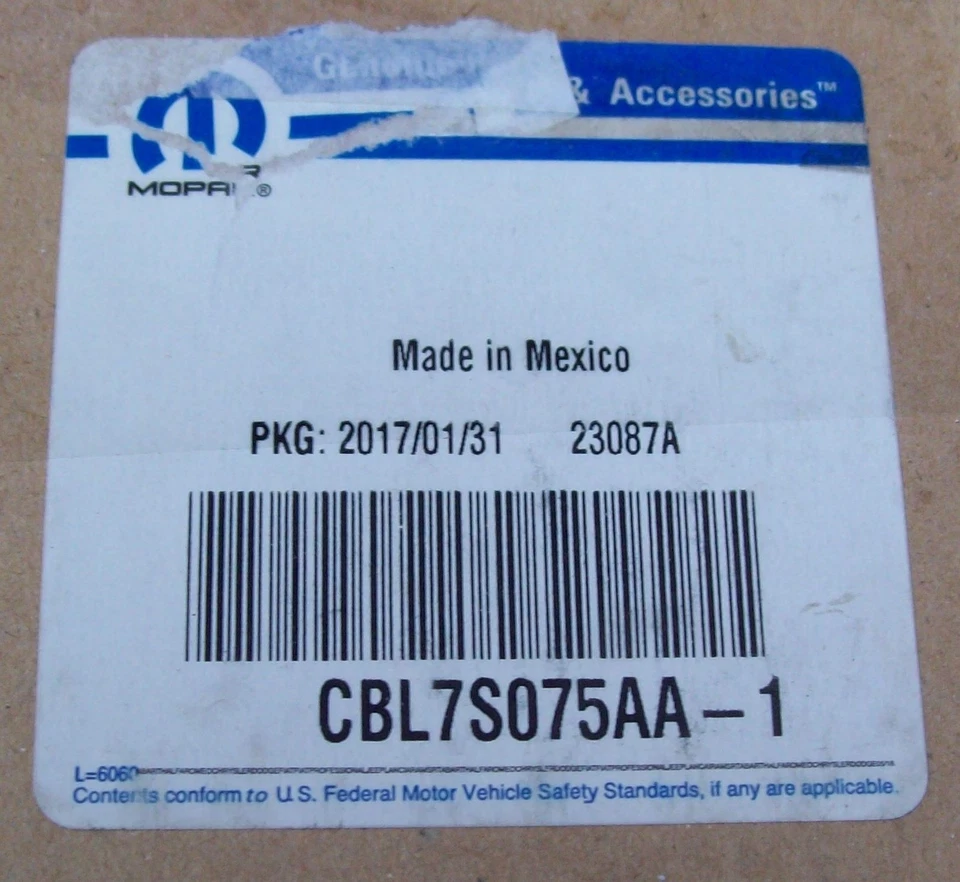 Genuine & Accessories™
MOPAR®
Made in Mexico
PKG: 2017/01/31 23087A
CBL7S075AA – 1
L=6060
Contents conform to U.S. Federal Motor Vehicle Safety Standards, if any are applicable.